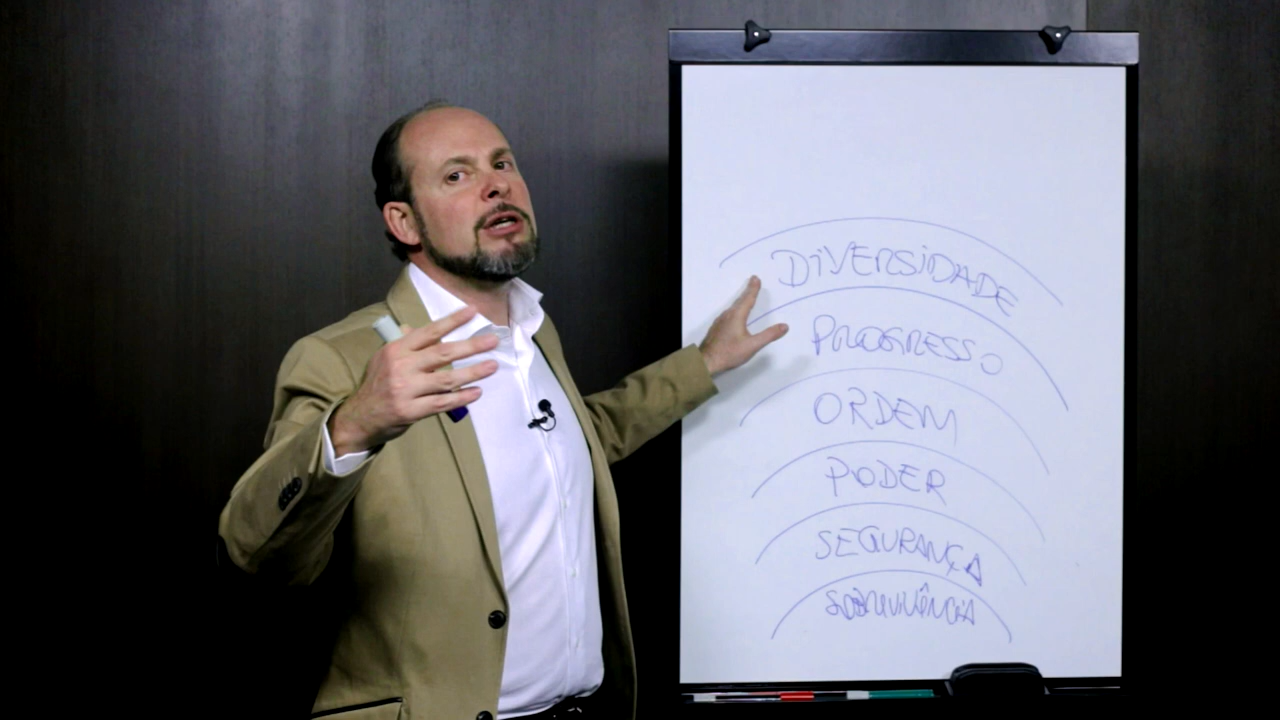 DIVERSIDADE
PROGRESSO
ORDEM
PODER
SEGURANÇA
SOBREVIVÊNCIA